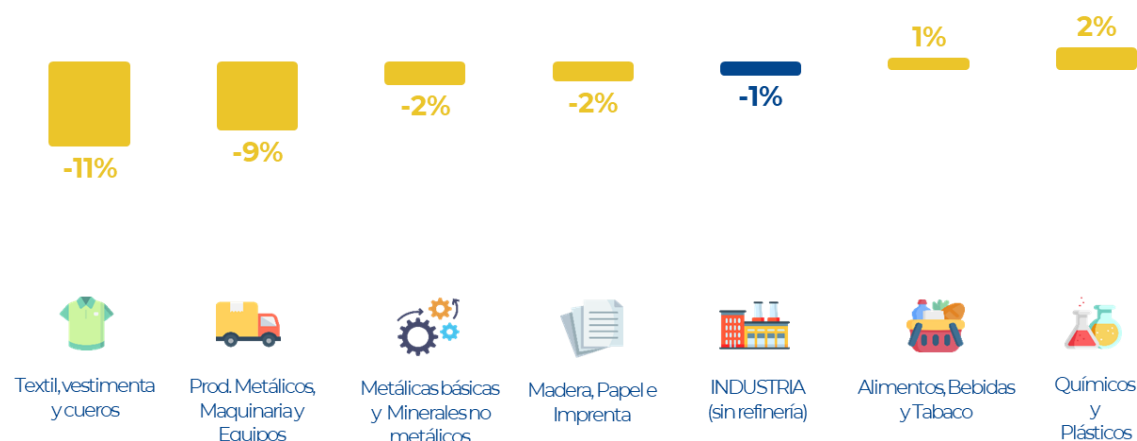 1%
2%
-11%
-9%
-2%
-2%
-1%
Textil, vestimenta
y cueros
Prod. Metálicos,
Maquinaria y
Equipos
Metálicas básicas
y Minerales no
metálicos
Madera, Papel e
Imprenta
INDUSTRIA
(sin refinería)
Alimentos, Bebidas
y Tabaco
Químicos
y
Plásticos